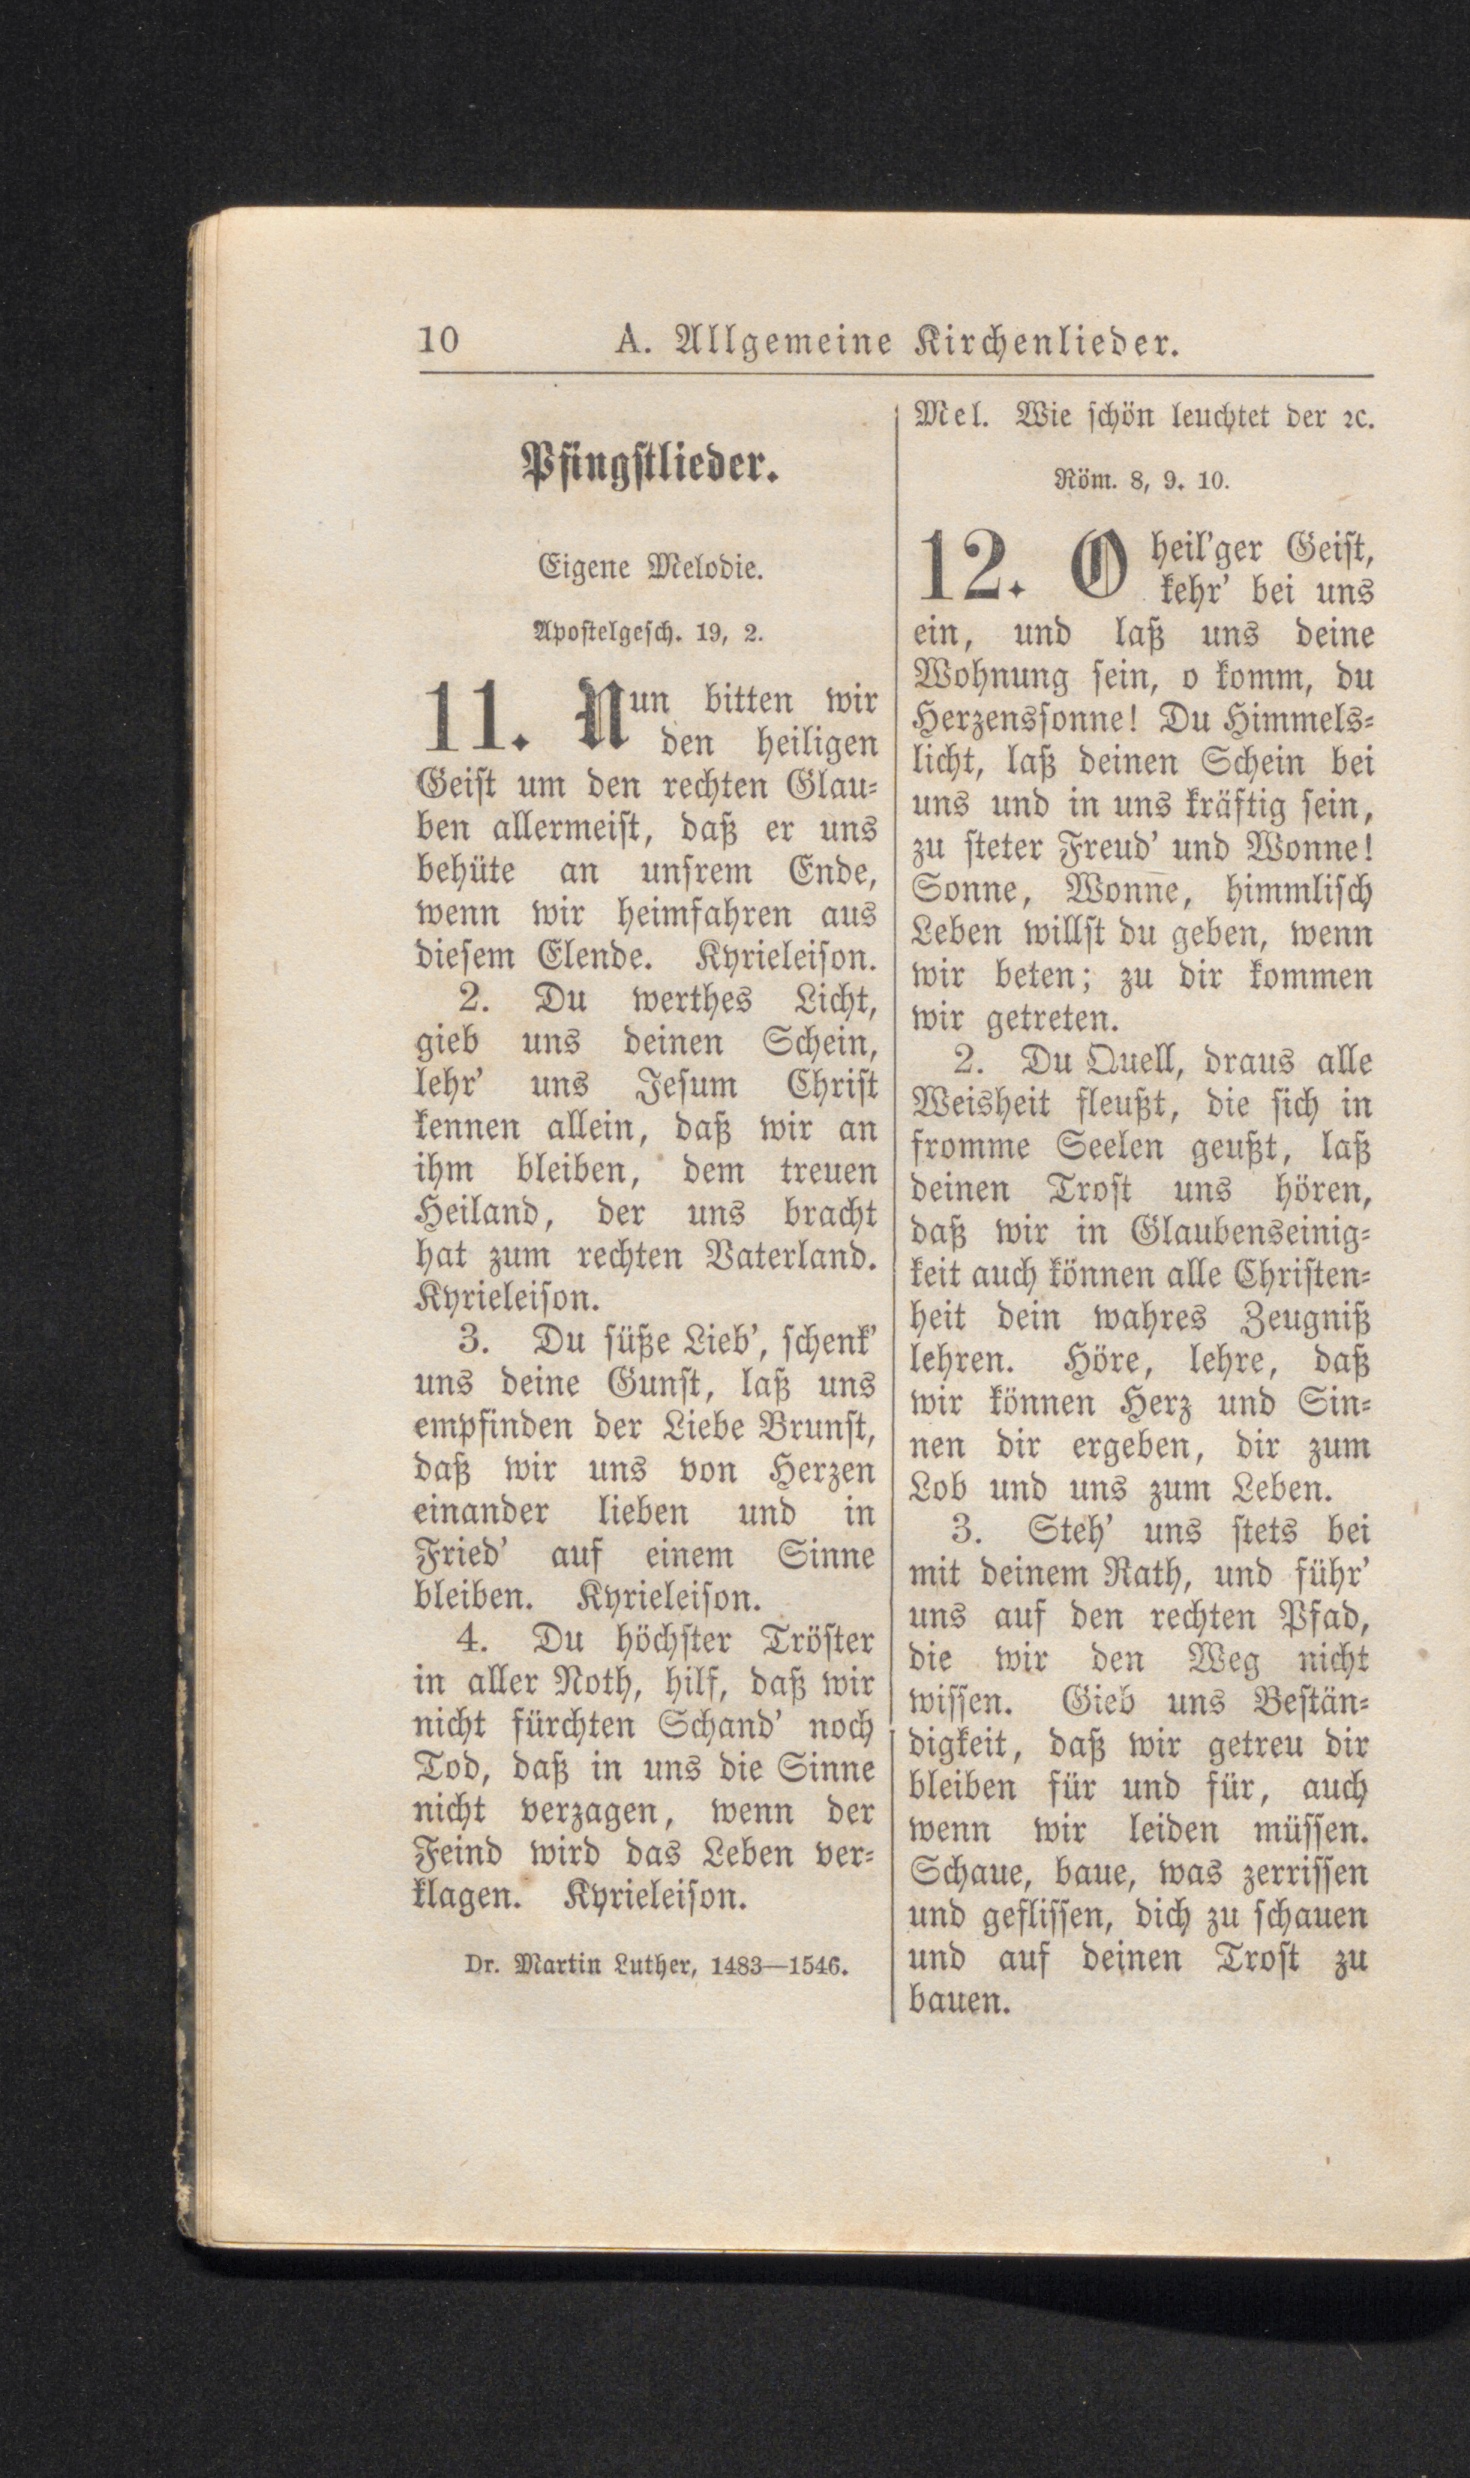 10 A. Allgemeine Kirchenlieder.
Pfingstlieder.
Eigene Melodie.
Apostelgesch. 19, 2.
11. Nun bitten wir
den heiligen
Geist um den rechten Glau-
ben allermeist, daß er uns
behüte an unsrem Ende,
wenn wir heimfahren aus
diesem Elende. Kyrieleison.
2. Du werthes Licht,
gieb uns deinen Schein,
lehr' uns Jesum Christ
kennen allein, daß wir an
ihm bleiben, dem treuen
Heiland, der uns bracht
hat zum rechten Vaterland.
Kyrieleison.
3. Du süße Lieb', schenk'
uns deine Gunst, laß uns
empfinden der Liebe Brunst,
daß wir uns von Herzen
einander lieben und in
Fried' auf einem Sinne
bleiben. Kyrieleison.
4. Du höchster Tröster
in aller Noth, hilf, daß wir
nicht fürchten Schand' noch
Tod, daß in uns die Sinne
nicht verzagen, wenn der
Feind wird das Leben ver-
klagen. Kyrieleison.
Dr. Martin Luther, 1483—1546.
Mel. Wie schön leuchtet der ꝛc.
Röm. 8, 9. 10.
12. O heil'ger Geist,
kehr' bei uns
ein, und laß uns deine
Wohnung sein, o komm, du
Herzenssonne! Du Himmels-
licht, laß deinen Schein bei
uns und in uns kräftig sein,
zu steter Freud' und Wonne!
Sonne, Wonne, himmlisch
Leben willst du geben, wenn
wir beten; zu dir kommen
wir getreten.
2. Du Quell, draus alle
Weisheit fleußt, die sich in
fromme Seelen geußt, laß
deinen Trost uns hören,
daß wir in Glaubenseinig-
keit auch können alle Christen-
heit dein wahres Zeugniß
lehren. Höre, lehre, daß
wir können Herz und Sin-
nen dir ergeben, dir zum
Lob und uns zum Leben.
3. Steh' uns stets bei
mit deinem Rath, und führ'
uns auf den rechten Pfad,
die wir den Weg nicht
wissen. Gieb uns Bestän-
digkeit, daß wir getreu dir
bleiben für und für, auch
wenn wir leiden müssen.
Schaue, baue, was zerrissen
und geflissen, dich zu schauen
und auf deinen Trost zu
bauen.